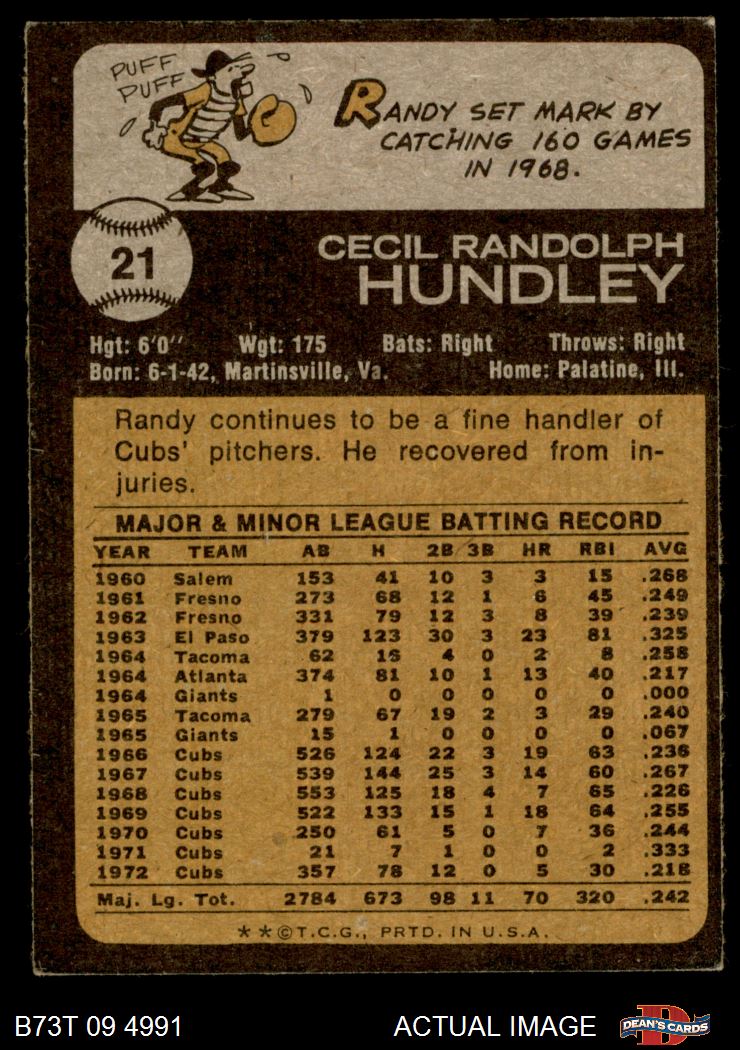 PUFF
PUFF
RANDY SET MARK BY
CATCHING 160 GAMES
IN 1968.
21
CECIL RANDOLPH
HUNDLEY
Hgt: 6'0" Wgt: 175 Bats: Right Throws: Right
Born: 6-1-42, Martinsville, Va. Home: Palatine, Ill.
Randy continues to be a fine handler of
Cubs' pitchers. He recovered from in-
juries.
MAJOR & MINOR LEAGUE BATTING RECORD
YEAR TEAM AB H 2B 3B HR RBI AVG
1960 Salem 153 41 10 3 3 15 .268
1961 Fresno 273 68 12 1 6 45 .249
1962 Fresno 331 79 12 3 8 39 .239
1963 El Paso 379 123 30 3 23 81 .325
1964 Tacoma 62 16 4 0 2 8 .258
1964 Atlanta 374 81 10 1 13 40 .217
1964 Giants 1 0 0 0 0 0 .000
1965 Tacoma 279 67 19 2 3 29 .240
1965 Giants 15 1 0 0 0 0 .067
1966 Cubs 526 124 22 3 19 63 .236
1967 Cubs 539 144 25 3 14 60 .267
1968 Cubs 553 125 18 4 7 65 .226
1969 Cubs 522 133 15 1 18 64 .255
1970 Cubs 250 61 5 0 7 36 .244
1971 Cubs 21 7 1 0 0 2 .333
1972 Cubs 357 78 12 0 5 30 .218
Maj. Lg. Tot. 2784 673 98 11 70 320 .242
**©T.C.G., PRTD. IN U.S.A.
B73T 09 4991 ACTUAL IMAGE
D
DEAN'S CARDS